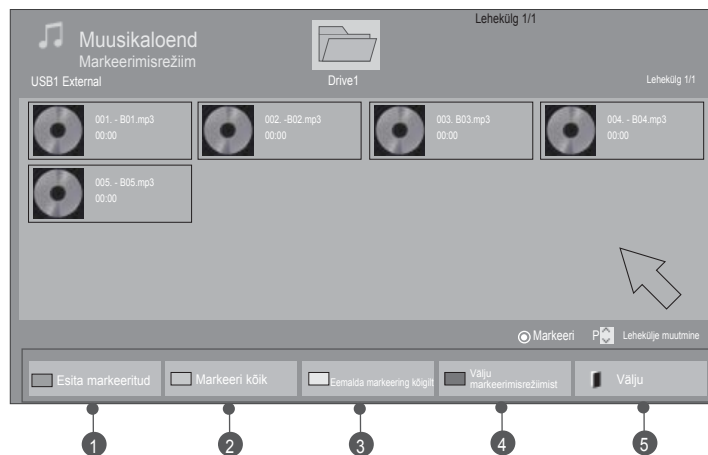 Lehekülg 1/1
Muusikaloend
Markeerimisrežiim
USB1 External
Drive1
Lehekülg 1/1
001. - B01.mp3
00:00
002. -B02.mp3
00:00
003. B03.mp3
00:00
004. - B04.mp3
00:00
005. - B05.mp3
00:00
Markeeri
P
Lehekülje muutmine
Esita markeeritud
Markeeri kõik
Eemalda markeering kõigilt
Välju
markeerimisrežiimist
Välju
1
2
3
4
5